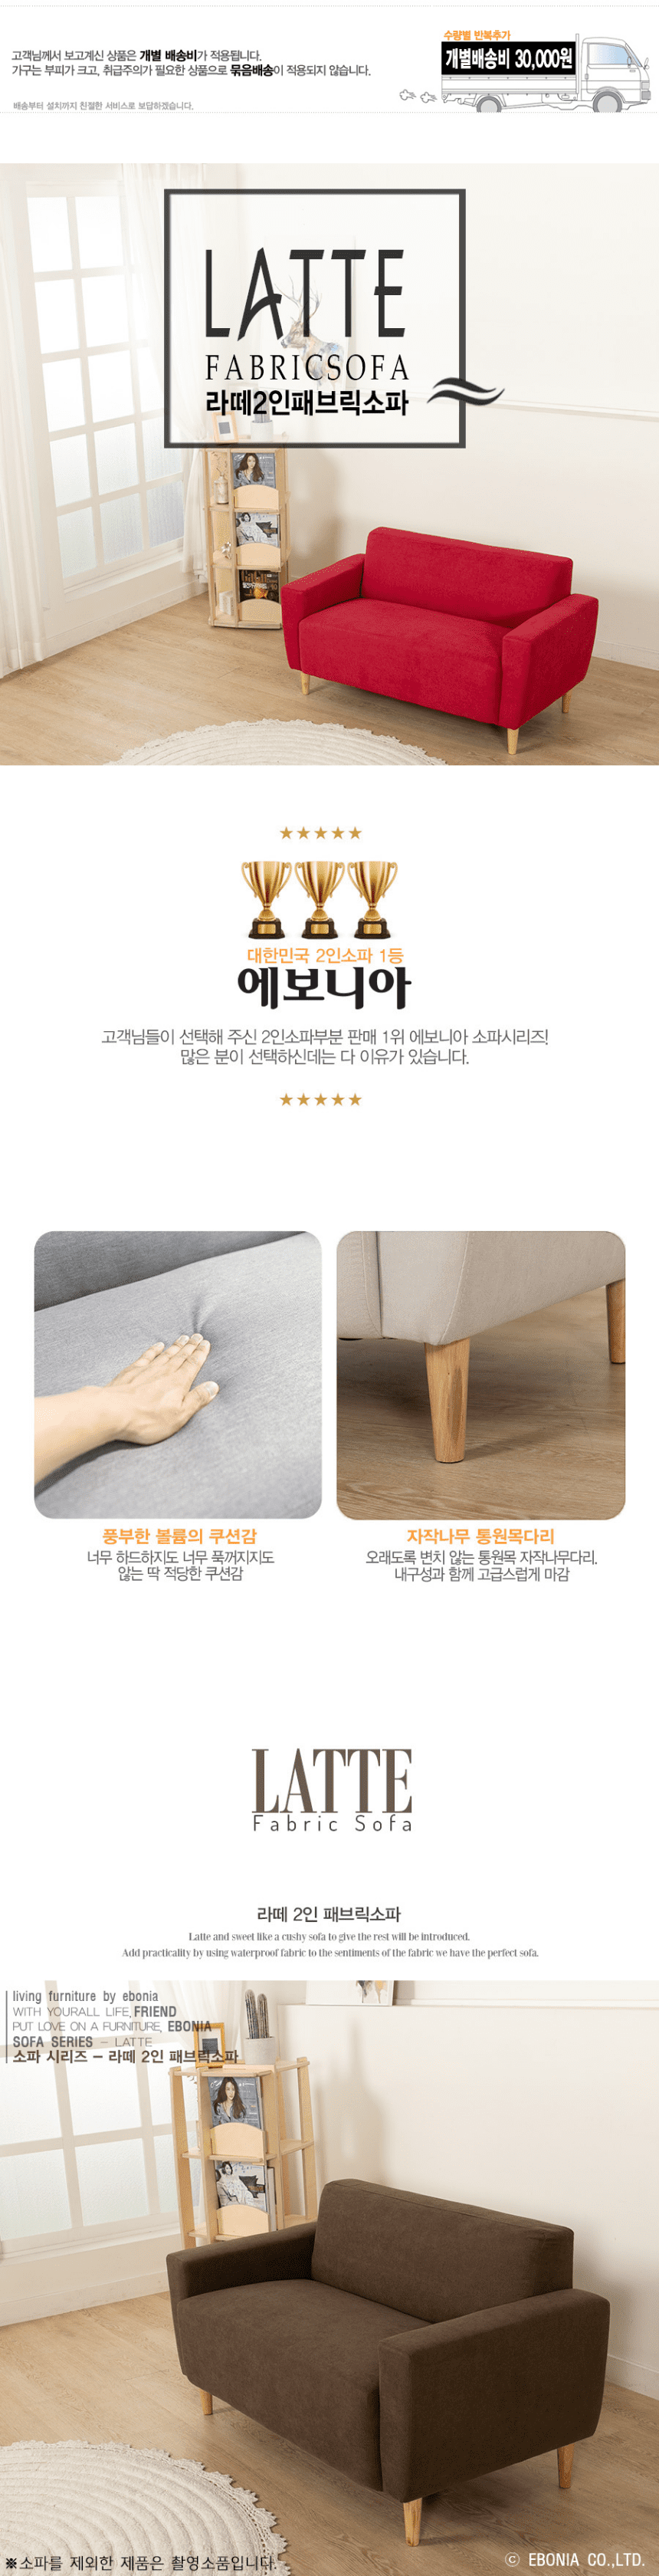 고객님께서 보고계신 상품은 개별 배송비가 적용됩니다.
가구는 부피가 크고, 취급주의가 필요한 상품으로 묶음배송이 적용되지 않습니다.
배송부터 설치까지 친절한 서비스로 보답하겠습니다.
수량별 반복추가
개별배송비 30,000원
LATTE
FABRICSOFA
라떼2인패브릭소파
대한민국 2인소파 1등
에보니아
고객님들이 선택해 주신 2인소파부분 판매 1위 에보니아 소파시리즈!
많은 분이 선택하신데는 다 이유가 있습니다.
풍부한 볼륨의 쿠션감
너무 하드하지도 너무 푹꺼지지도
않는 딱 적당한 쿠션감
자작나무 통원목다리
오래도록 변치 않는 통원목 자작나무다리.
내구성과 함께 고급스럽게 마감
LATTE
Fabric Sofa
라떼 2인 패브릭소파
Latte and sweet like a cushy sofa to give the rest will be introduced.
Add practicality by using waterproof fabric to the sentiments of the fabric we have the perfect sofa.
living furniture by ebonia
WITH YOURALL LIFE, FRIEND
PUT LOVE ON A FURNITURE, EBONIA
SOFA SERIES - LATTE
소파 시리즈 - 라떼 2인 패브릭소파
※소파를 제외한 제품은 촬영소품입니다.
© EBONIA CO.,LTD.